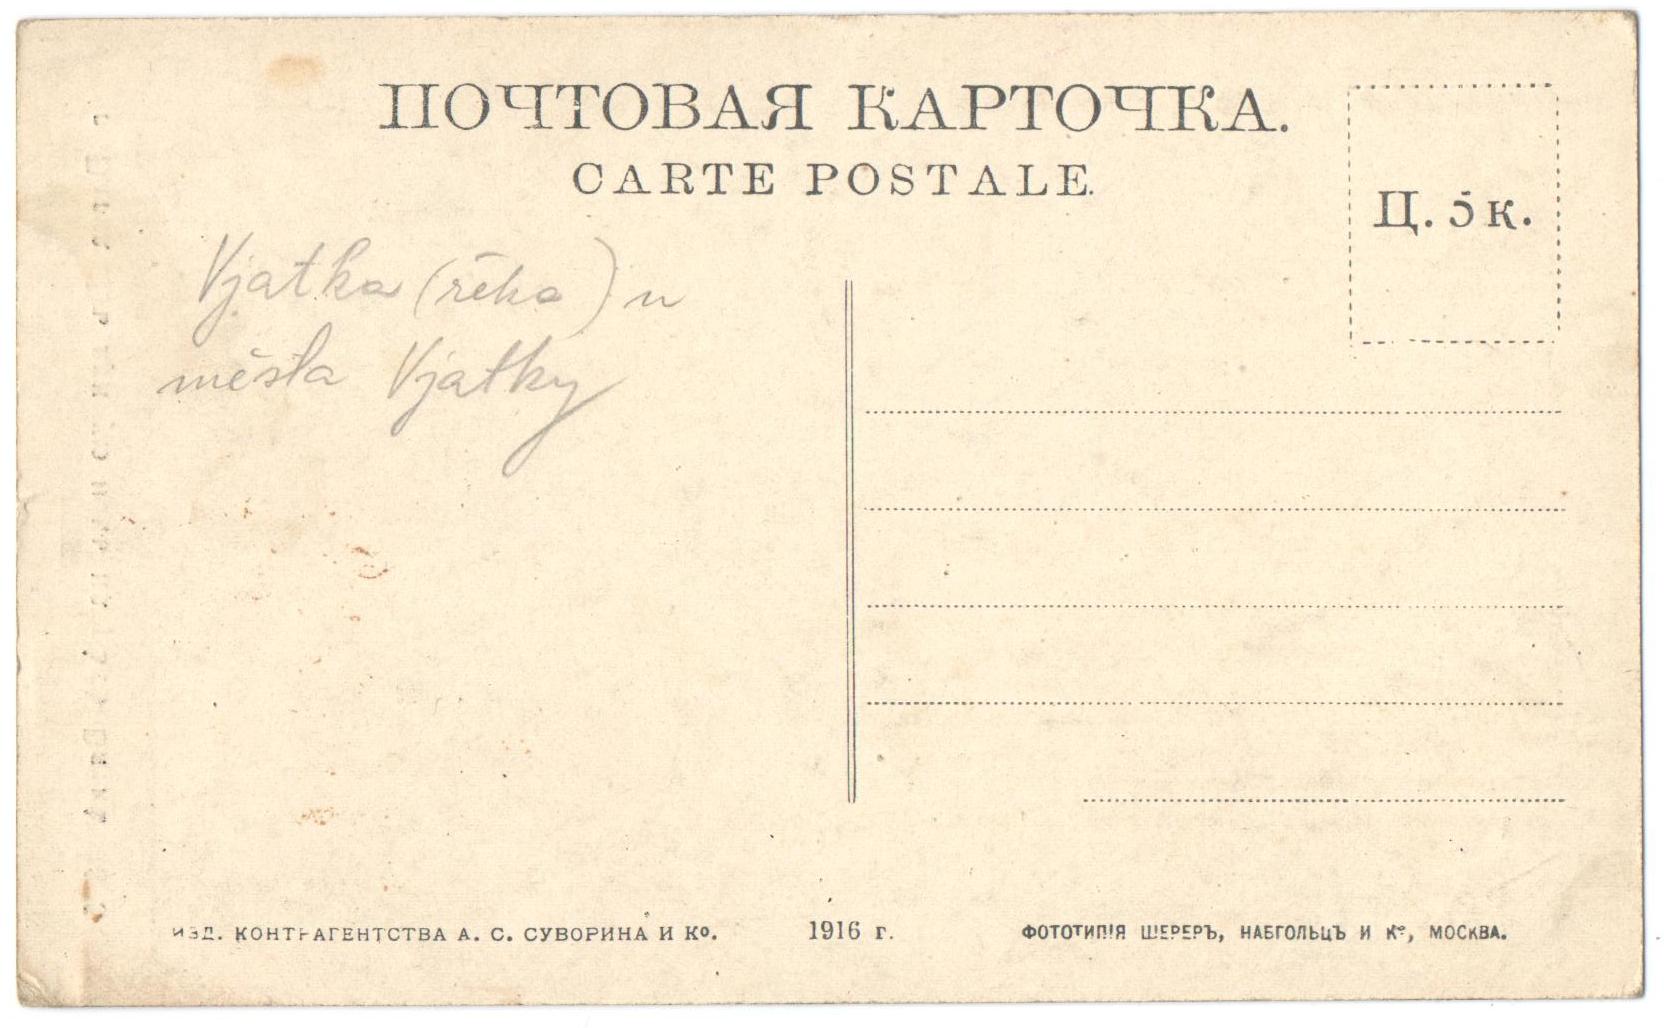 ПОЧТОВАЯ КАРТОЧКА.
CARTE POSTALE.
Ц. 5 к.
Vjatka (řeka) u
města Vjatky
ИЗД. КОНТРАГЕНТСТВА А. С. СУВОРИНА И Ко.
1916 г.
ФОТОТИПІЯ ШЕРЕРЪ, НАБГОЛЬЦЪ И Ко, МОСКВА.